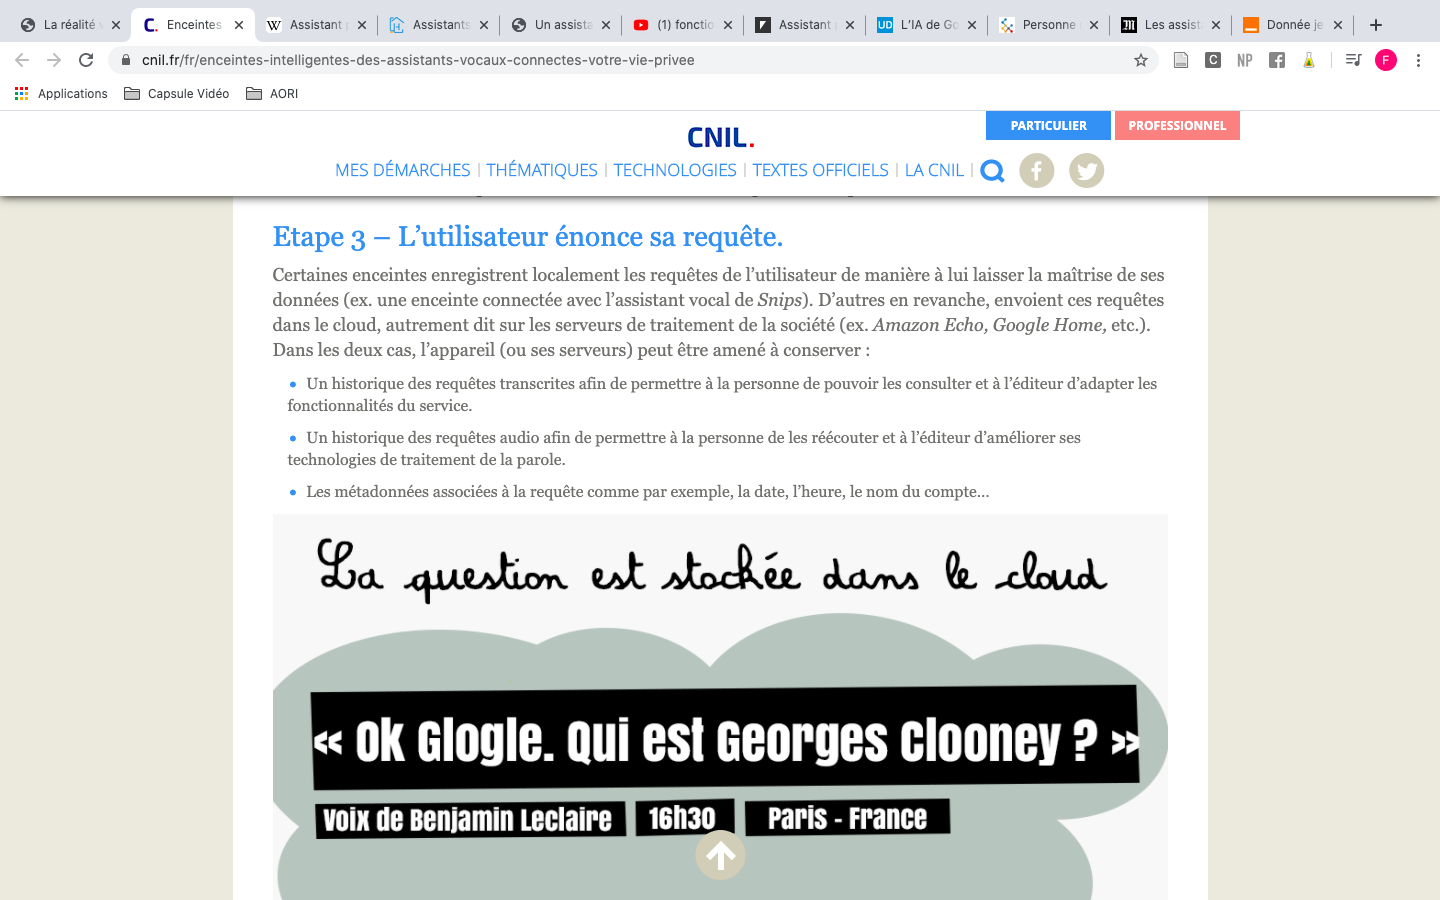 La réalité v
Enceintes
Assistant p
Assistants
Un assista
(1) fonctio
Assistant
L'IA de Go
Personne
Les assist
Donnée je
cnil.fr/fr/enceintes-intelligentes-des-assistants-vocaux-connectes-votre-vie-privee
Applications
Capsule Vidéo
AORI
PARTICULIER
PROFESSIONNEL
CNIL.
MES DÉMARCHES | THÉMATIQUES | TECHNOLOGIES | TEXTES OFFICIELS | LA CNIL |
Etape 3 – L’utilisateur énonce sa requête.
Certaines enceintes enregistrent localement les requêtes de l’utilisateur de manière à lui laisser la maîtrise de ses
données (ex. une enceinte connectée avec l’assistant vocal de Snips). D’autres en revanche, envoient ces requêtes
dans le cloud, autrement dit sur les serveurs de traitement de la société (ex. Amazon Echo, Google Home, etc.).
Dans les deux cas, l’appareil (ou ses serveurs) peut être amené à conserver :
• Un historique des requêtes transcrites afin de permettre à la personne de pouvoir les consulter et à l’éditeur d’adapter les
fonctionnalités du service.
• Un historique des requêtes audio afin de permettre à la personne de les réécouter et à l’éditeur d’améliorer ses
technologies de traitement de la parole.
• Les métadonnées associées à la requête comme par exemple, la date, l’heure, le nom du compte...
La question est stockée dans le cloud
« Ok Glogle. Qui est Georges Clooney ? »
Voix de Benjamin Leclaire
16h30
Paris - France